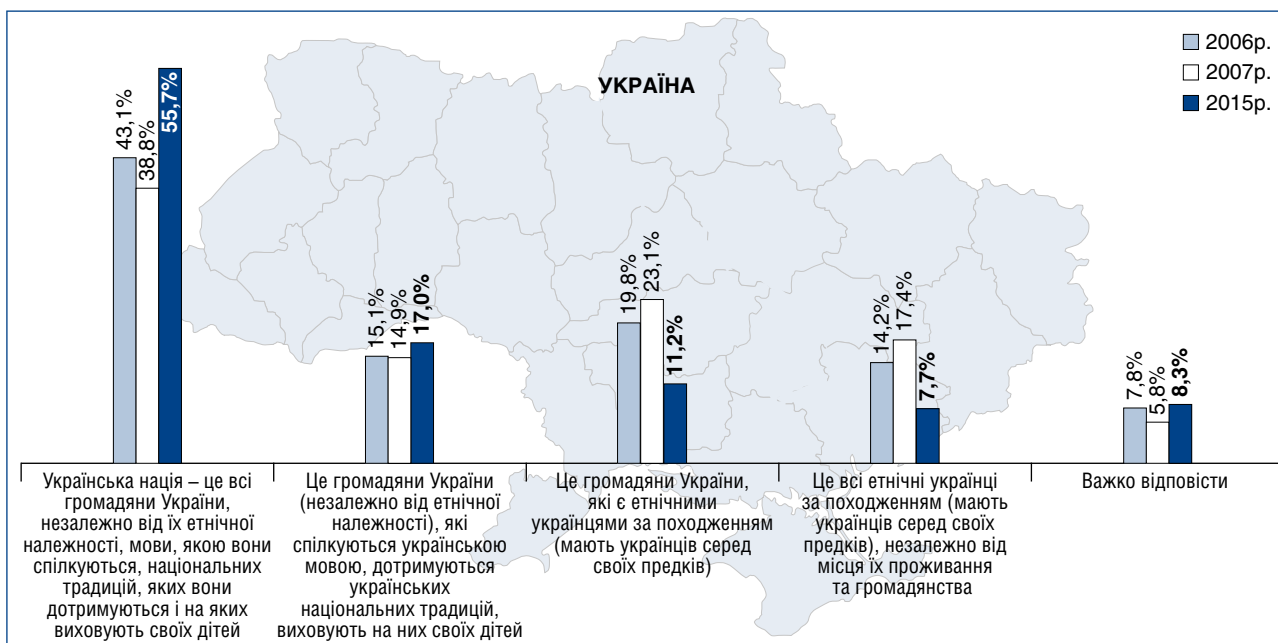 УКРАЇНА
2006р.
2007р.
2015р.
43,1%
38,8%
55,7%
15,1%
14,9%
17,0%
19,8%
23,1%
11,2%
14,2%
17,4%
7,7%
7,8%
5,8%
8,3%
Українська нація – це всі
громадяни України,
незалежно від їх етнічної
належності, мови, якою вони
спілкуються, національних
традицій, яких вони
дотримуються і на яких
виховують своїх дітей
Це громадяни України
(незалежно від етнічної
належності), які
спілкуються українською
мовою, дотримуються
українських
національних традицій,
виховують на них своїх дітей
Це громадяни України,
які є етнічними
українцями за походженням
(мають українців серед
своїх предків)
Це всі етнічні українці
за походженням (мають
українців серед своїх
предків), незалежно від
місця їх проживання
та громадянства
Важко відповісти